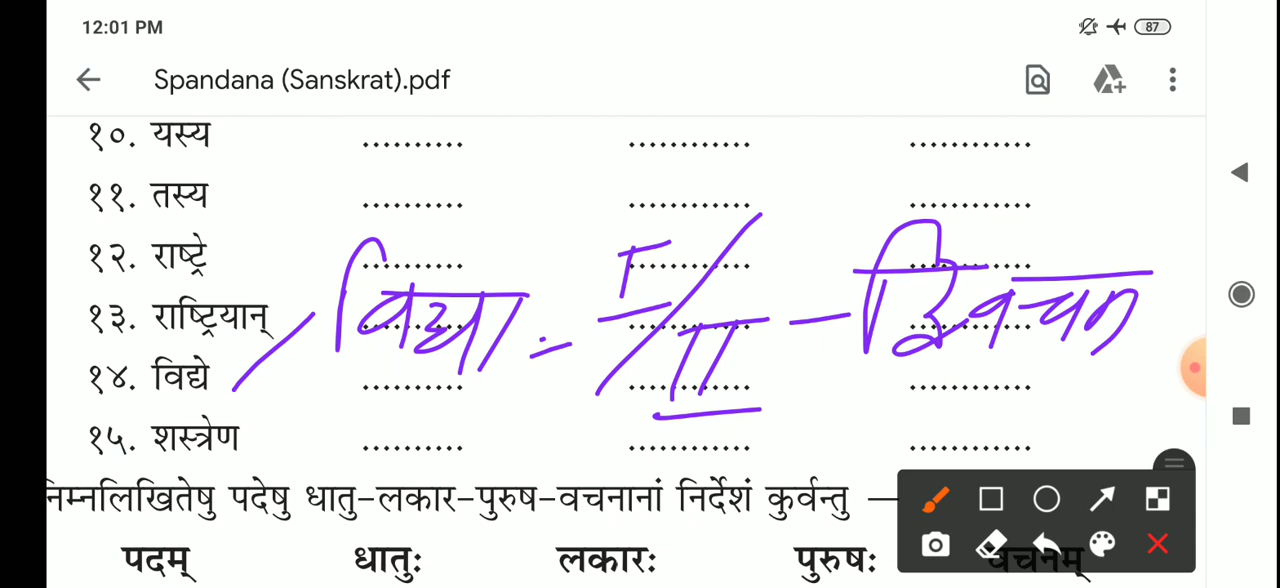 12:01 PM 87
Spandana (Sanskrat).pdf
१०. यस्य .......... ............ ............
११. तस्य .......... ............ ............
१२. राष्ट्रे .......... ............ ............
१३. राष्ट्रियान् .......... ............ ............
विद्या = I/II - द्विवचन
१४. विद्ये .......... ............ ............
१५. शस्त्रेण .......... ............ ............
निम्नलिखितेषु पदेषु धातु-लकार-पुरुष-वचनानां निर्देशं कुर्वन्तु —
पदम् धातुः लकारः पुरुषः वचनम्